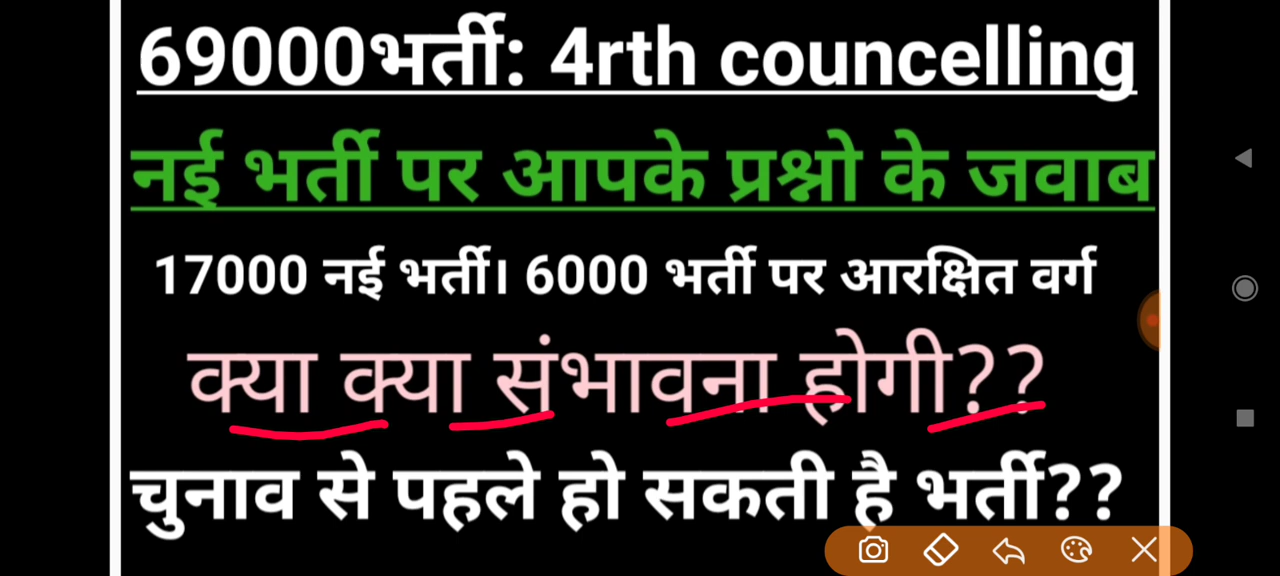 69000भर्ती: 4rth councelling
नई भर्ती पर आपके प्रश्नो के जवाब
17000 नई भर्ती। 6000 भर्ती पर आरक्षित वर्ग
क्या क्या संभावना होगी??
चुनाव से पहले हो सकती है भर्ती??